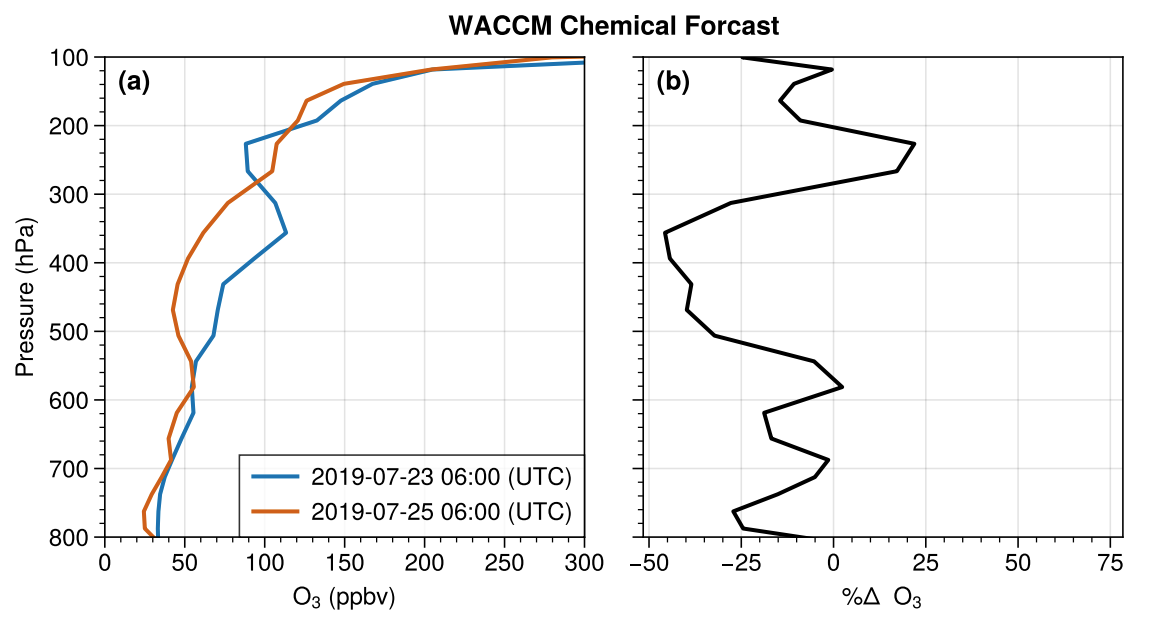 WACCM Chemical Forcast
(a)
100
200
300
400
500
600
700
800
Pressure (hPa)
0
50
100
150
200
250
300
O₃ (ppbv)
2019-07-23 06:00 (UTC)
2019-07-25 06:00 (UTC)
(b)
−50
−25
0
25
50
75
%Δ O₃